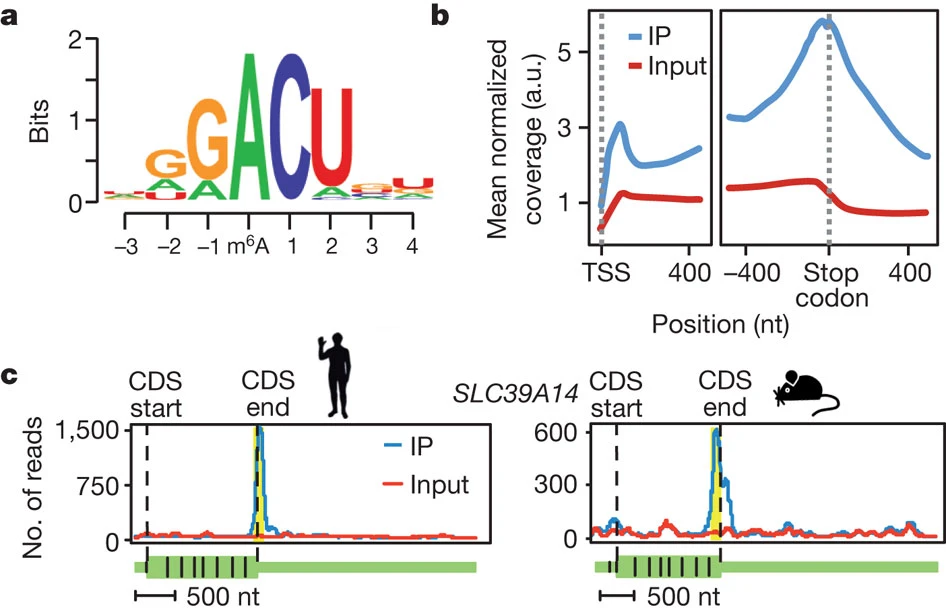 a
Bits
2
1
0
GGACU
−3 −2 −1 m⁶A 1 2 3 4
b
Mean normalized
coverage (a.u.)
5
3
1
IP
Input
TSS 400 −400 Stop
codon 400
Position (nt)
c
SLC39A14
No. of reads
CDS
start
CDS
end
1,500
750
0
IP
Input
500 nt
CDS
start
CDS
end
600
300
0
500 nt